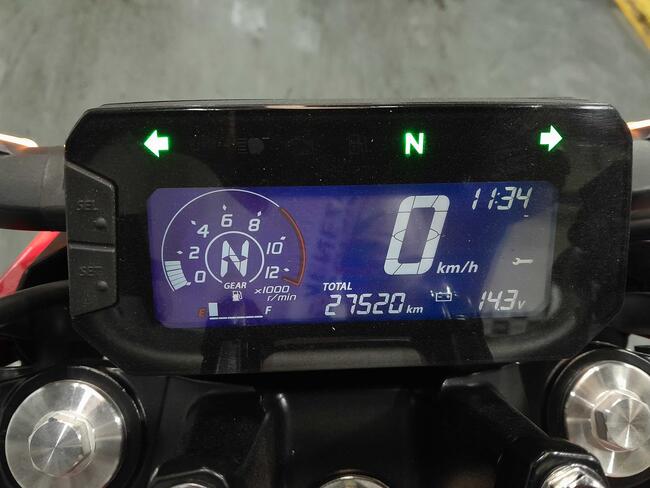 N
SEL
11:34
0 2 4 6 8 10 12
N
GEAR
x1000
r/min
0 km/h
SET
TOTAL
27520 km
14.3 v
E F